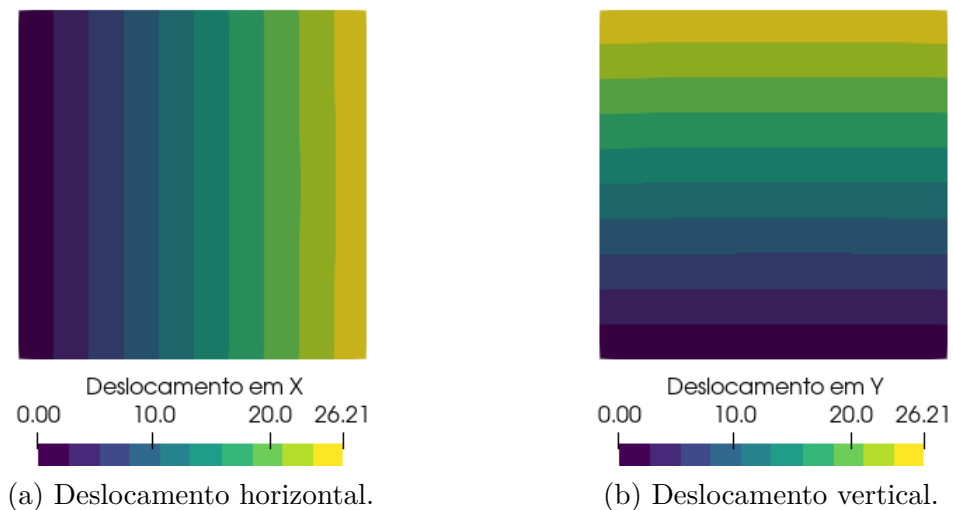 Deslocamento em X
0.00 10.0 20.0 26.21
(a) Deslocamento horizontal.
Deslocamento em Y
0.00 10.0 20.0 26.21
(b) Deslocamento vertical.